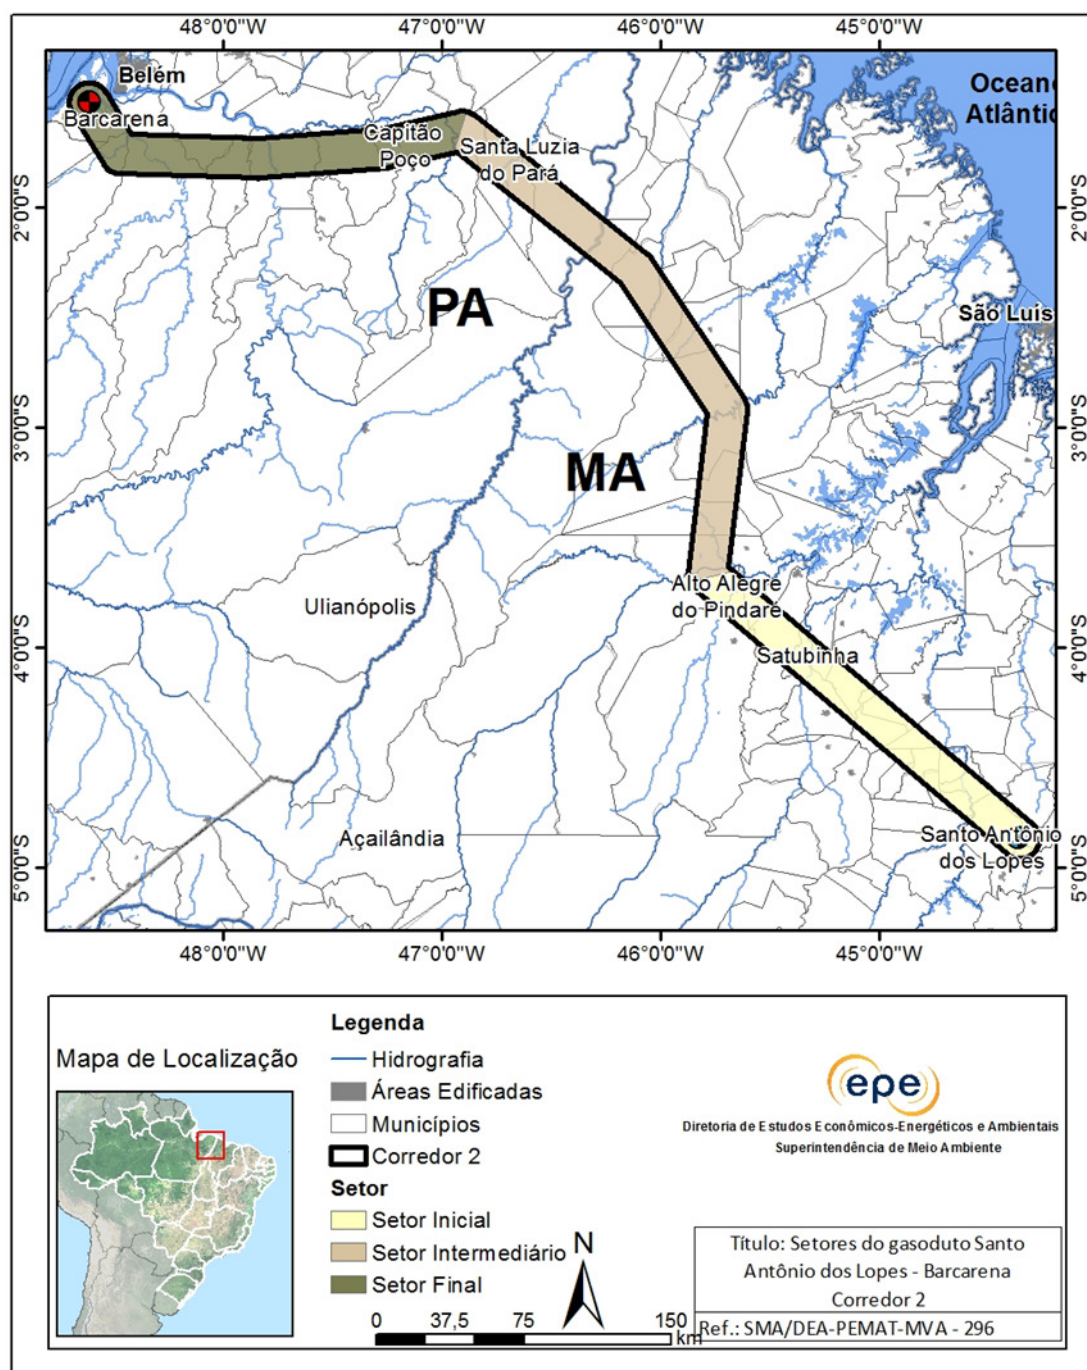 48°0'0"W
47°0'0"W
46°0'0"W
45°0'0"W
Belém
Barcarena
Capitão
Poço
Santa Luzia
do Pará
Oceano
Atlântic
2°0'0"S
2°0'0"S
PA
São Luís
3°0'0"S
3°0'0"S
MA
Ulianópolis
Alto Alegre
do Pindaré
Satubinha
4°0'0"S
4°0'0"S
Açailândia
Santo Antônio
dos Lopes
5°0'0"S
5°0'0"S
48°0'0"W
47°0'0"W
46°0'0"W
45°0'0"W
Mapa de Localização
Legenda
Hidrografia
Áreas Edificadas
Municípios
Corredor 2
Setor
Setor Inicial
Setor Intermediário
Setor Final
N
0 37,5 75 150
km
epe
Diretoria de Estudos Econômicos-Energéticos e Ambientais
Superintendência de Meio Ambiente
Título: Setores do gasoduto Santo
Antônio dos Lopes - Barcarena
Corredor 2
Ref.: SMA/DEA-PEMAT-MVA - 296